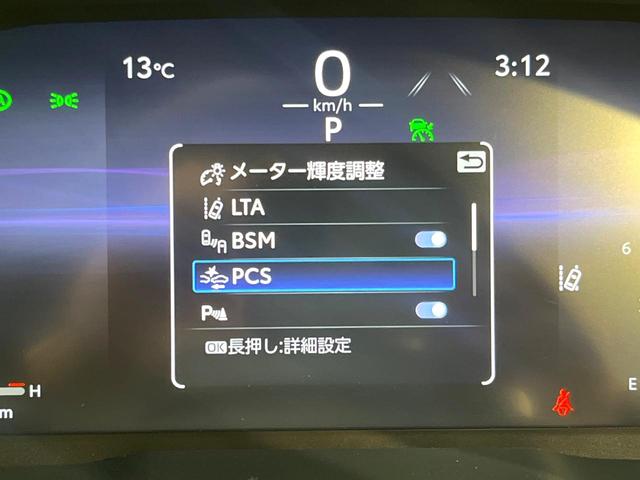 13℃
0
3:12
km/h
P
メーター輝度調整
LTA
BSM
6
PCS
P
OK長押し:詳細設定
H
E
m